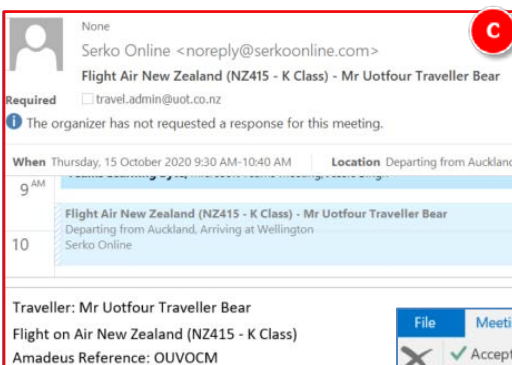 None
C
Serko Online <noreply@serkoonline.com>
Flight Air New Zealand (NZ415 - K Class) - Mr Uotfour Traveller Bear
Required travel.admin@uot.co.nz
The organizer has not requested a response for this meeting.
When Thursday, 15 October 2020 9:30 AM-10:40 AM Location Departing from Auckland
9 AM
Flight Air New Zealand (NZ415 - K Class) - Mr Uotfour Traveller Bear
Departing from Auckland, Arriving at Wellington
10 Serko Online
Traveller: Mr Uotfour Traveller Bear
Flight on Air New Zealand (NZ415 - K Class)
Amadeus Reference: OUVOCM
File Meeti
Accept